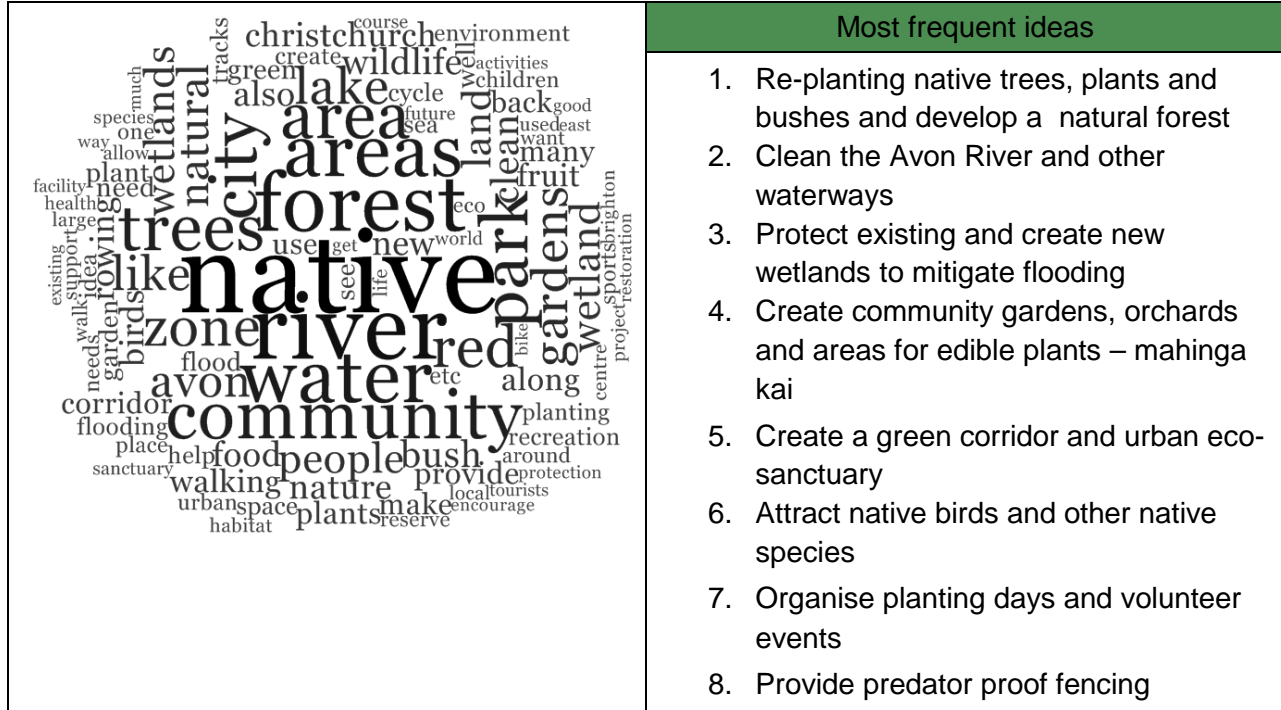 course
christchurch environment
tracks
create wildlife well activities
green children
much wetlands natural also lake cycle back good
species area future land clean used east
one sea want
way allow city areas many
plant fruit
facility need forest eco
health
large trees use get new world park gardens wetland sports brighton
existing support idea rowing like native see life restoration
walk birds zone river red bike project
needs garden flood centre
avon water etc along
corridor community planting
flooding recreation
place help food people bush around
sanctuary walking nature provide protection
urban space plants make local tourists
habitat reserve encourage
Most frequent ideas
1. Re-planting native trees, plants and
bushes and develop a natural forest
2. Clean the Avon River and other
waterways
3. Protect existing and create new
wetlands to mitigate flooding
4. Create community gardens, orchards
and areas for edible plants – mahinga
kai
5. Create a green corridor and urban eco-
sanctuary
6. Attract native birds and other native
species
7. Organise planting days and volunteer
events
8. Provide predator proof fencing